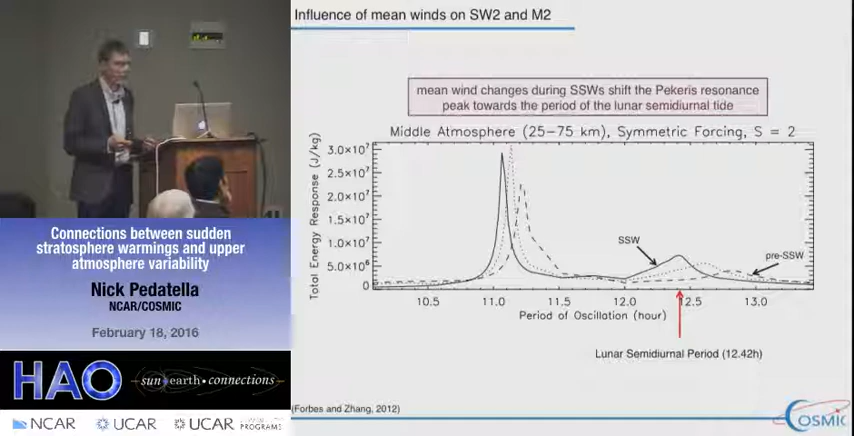 Influence of mean winds on SW2 and M2
mean wind changes during SSWs shift the Pekeris resonance
peak towards the period of the lunar semidiurnal tide
Middle Atmosphere (25-75 km), Symmetric Forcing, S = 2
Total Energy Response (J/kg)
3.0×10⁷
2.5×10⁷
2.0×10⁷
1.5×10⁷
1.0×10⁷
5.0×10⁶
0
SSW
pre-SSW
10.5 11.0 11.5 12.0 12.5 13.0
Period of Oscillation (hour)
Lunar Semidiurnal Period (12.42h)
(Forbes and Zhang, 2012)
COSMIC
Connections between sudden
stratosphere warmings and upper
atmosphere variability
Nick Pedatella
NCAR/COSMIC
February 18, 2016
HAO sun•earth•connections
NCAR UCAR UCAR
PROGRAMS